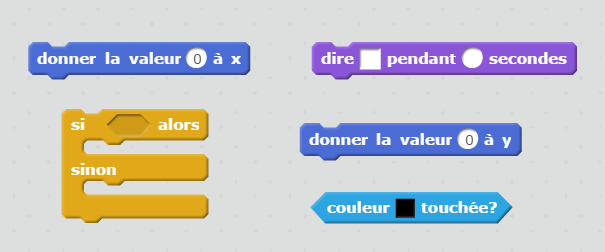 donner la valeur 0 à x
dire pendant secondes
si alors
sinon
donner la valeur 0 à y
couleur touchée?